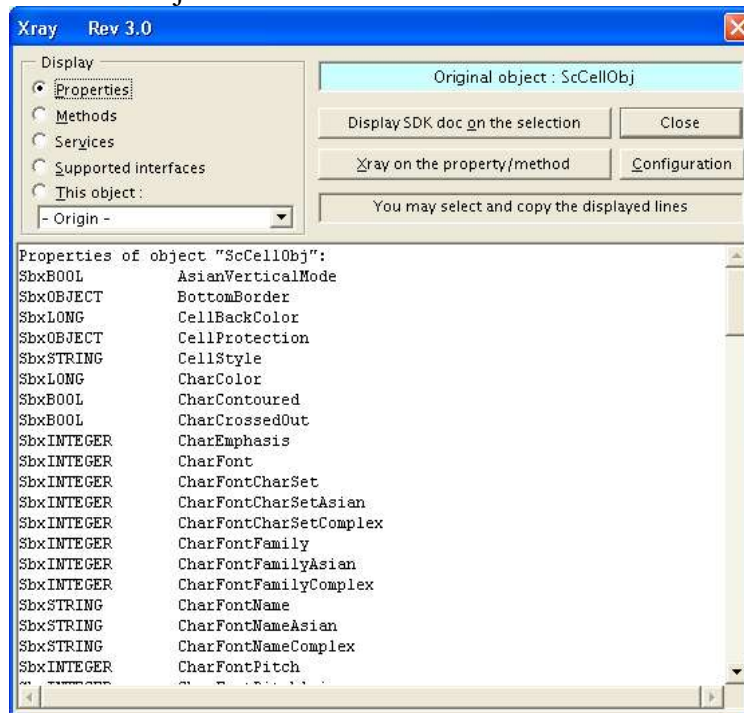 Xray Rev 3.0
Display
Properties
Methods
Services
Supported interfaces
This object :
- Origin -
Original object : ScCellObj
Display SDK doc on the selection
Close
Xray on the property/method
Configuration
You may select and copy the displayed lines
Properties of object "ScCellObj":
SbxBOOL AsianVerticalMode
SbxOBJECT BottomBorder
SbxLONG CellBackColor
SbxOBJECT CellProtection
SbxSTRING CellStyle
SbxLONG CharColor
SbxBOOL CharContoured
SbxBOOL CharCrossedOut
SbxINTEGER CharEmphasis
SbxINTEGER CharFont
SbxINTEGER CharFontCharSet
SbxINTEGER CharFontCharSetAsian
SbxINTEGER CharFontCharSetComplex
SbxINTEGER CharFontFamily
SbxINTEGER CharFontFamilyAsian
SbxINTEGER CharFontFamilyComplex
SbxSTRING CharFontName
SbxSTRING CharFontNameAsian
SbxSTRING CharFontNameComplex
SbxINTEGER CharFontPitch